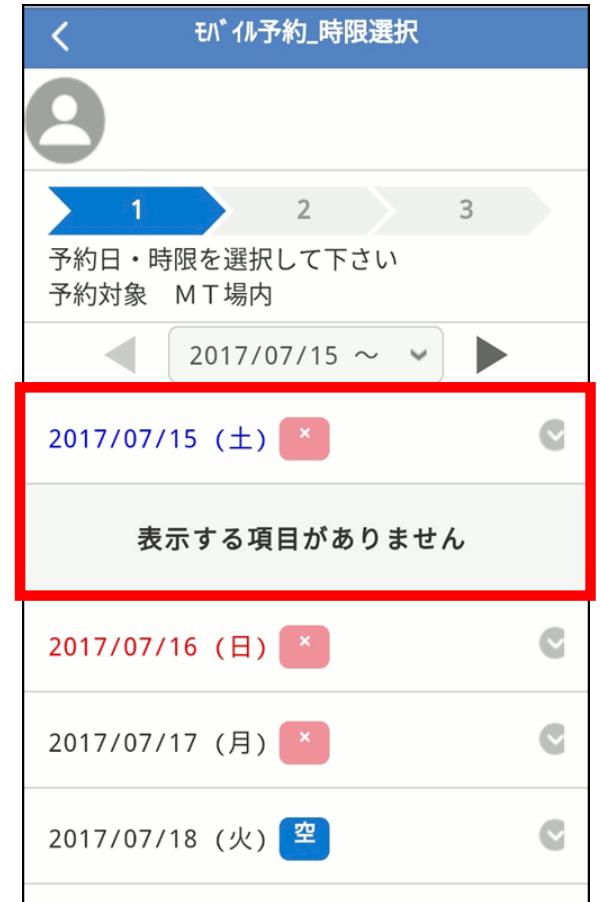 ﾓﾊﾞｲﾙ予約_時限選択
1 2 3
予約日・時限を選択して下さい
予約対象　ＭＴ場内
2017/07/15 ～
2017/07/15 (土) ×
表示する項目がありません
2017/07/16 (日) ×
2017/07/17 (月) ×
2017/07/18 (火) 空